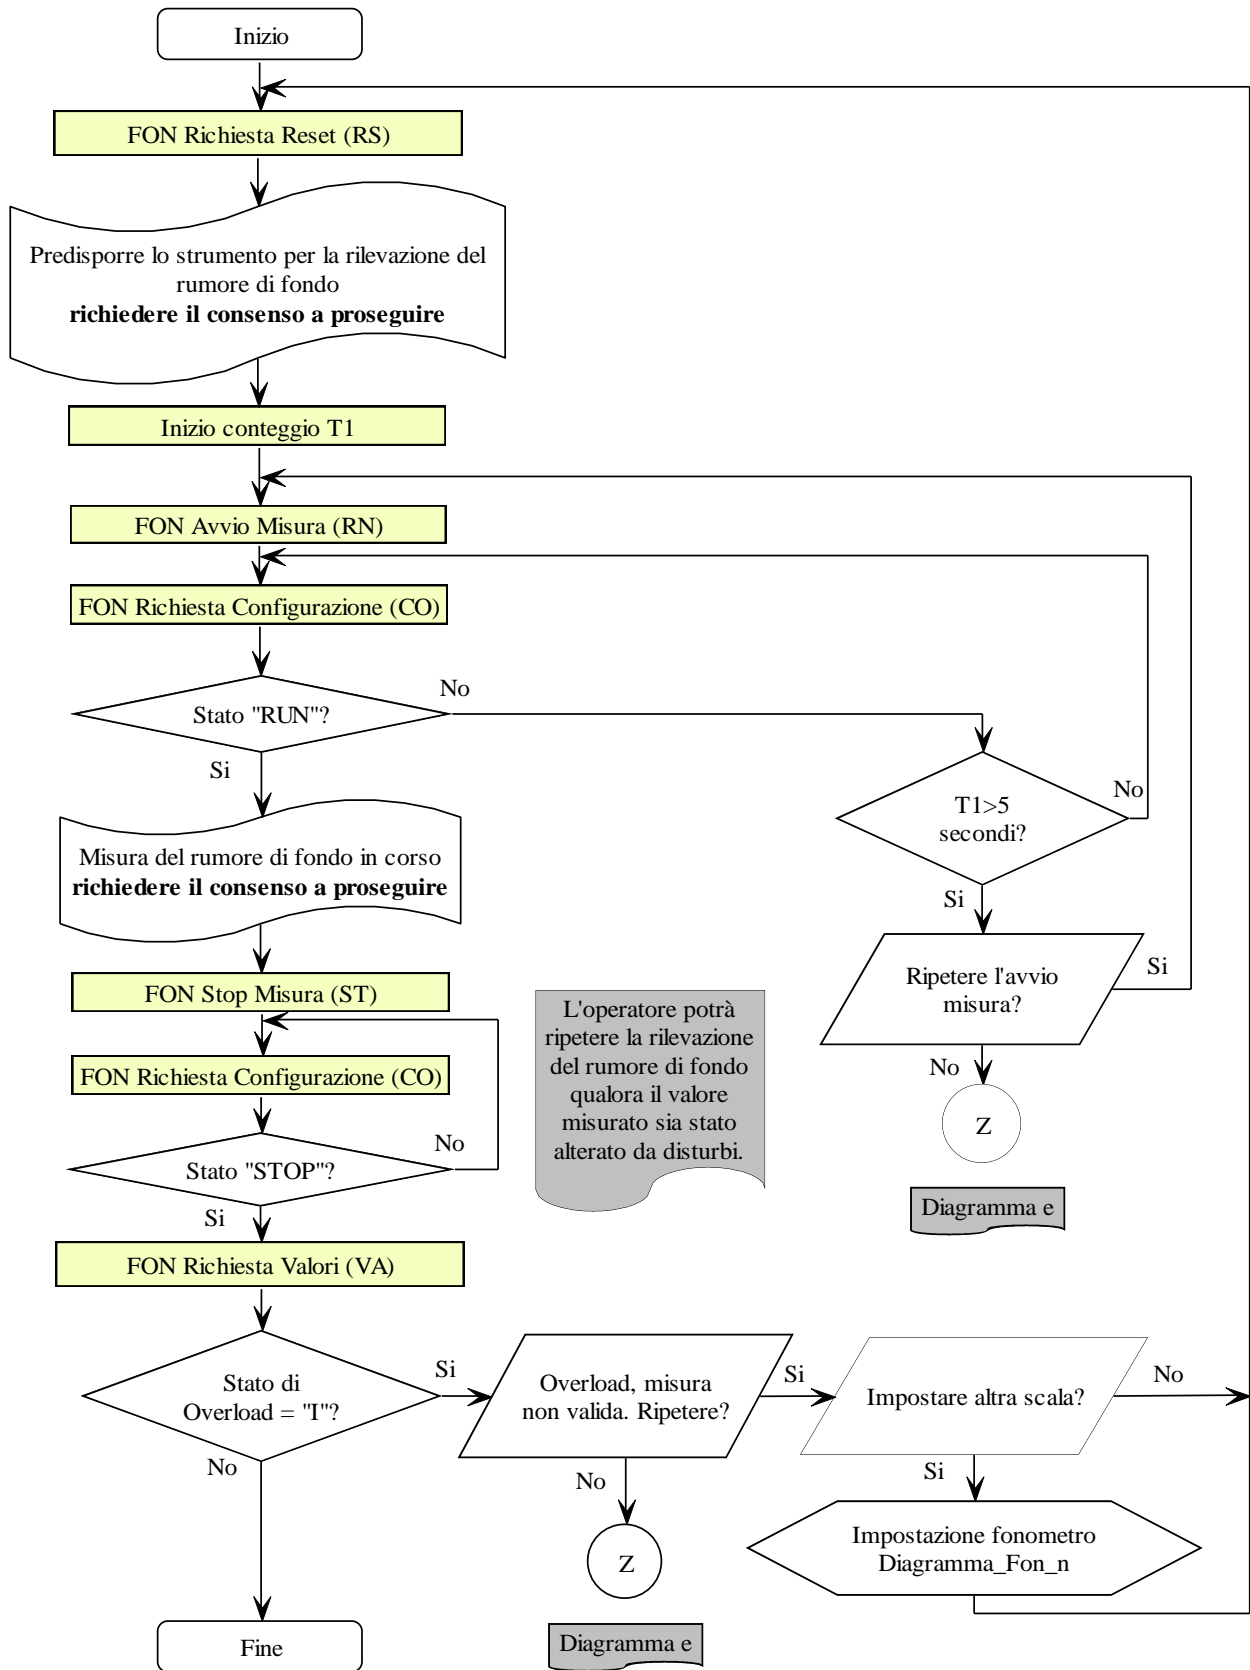 Inizio
FON Richiesta Reset (RS)
Predisporre lo strumento per la rilevazione del
rumore di fondo
richiedere il consenso a proseguire
Inizio conteggio T1
FON Avvio Misura (RN)
FON Richiesta Configurazione (CO)
No
Stato "RUN"?
Si
T1>5
secondi?
No
Si
Misura del rumore di fondo in corso
richiedere il consenso a proseguire
Ripetere l'avvio
misura?
Si
No
Z
Diagramma e
FON Stop Misura (ST)
FON Richiesta Configurazione (CO)
No
Stato "STOP"?
Si
L'operatore potrà
ripetere la rilevazione
del rumore di fondo
qualora il valore
misurato sia stato
alterato da disturbi.
FON Richiesta Valori (VA)
Stato di
Overload = "I"?
Si
No
Overload, misura
non valida. Ripetere?
Si
No
Z
Diagramma e
Impostare altra scala?
No
Si
Impostazione fonometro
Diagramma_Fon_n
Fine